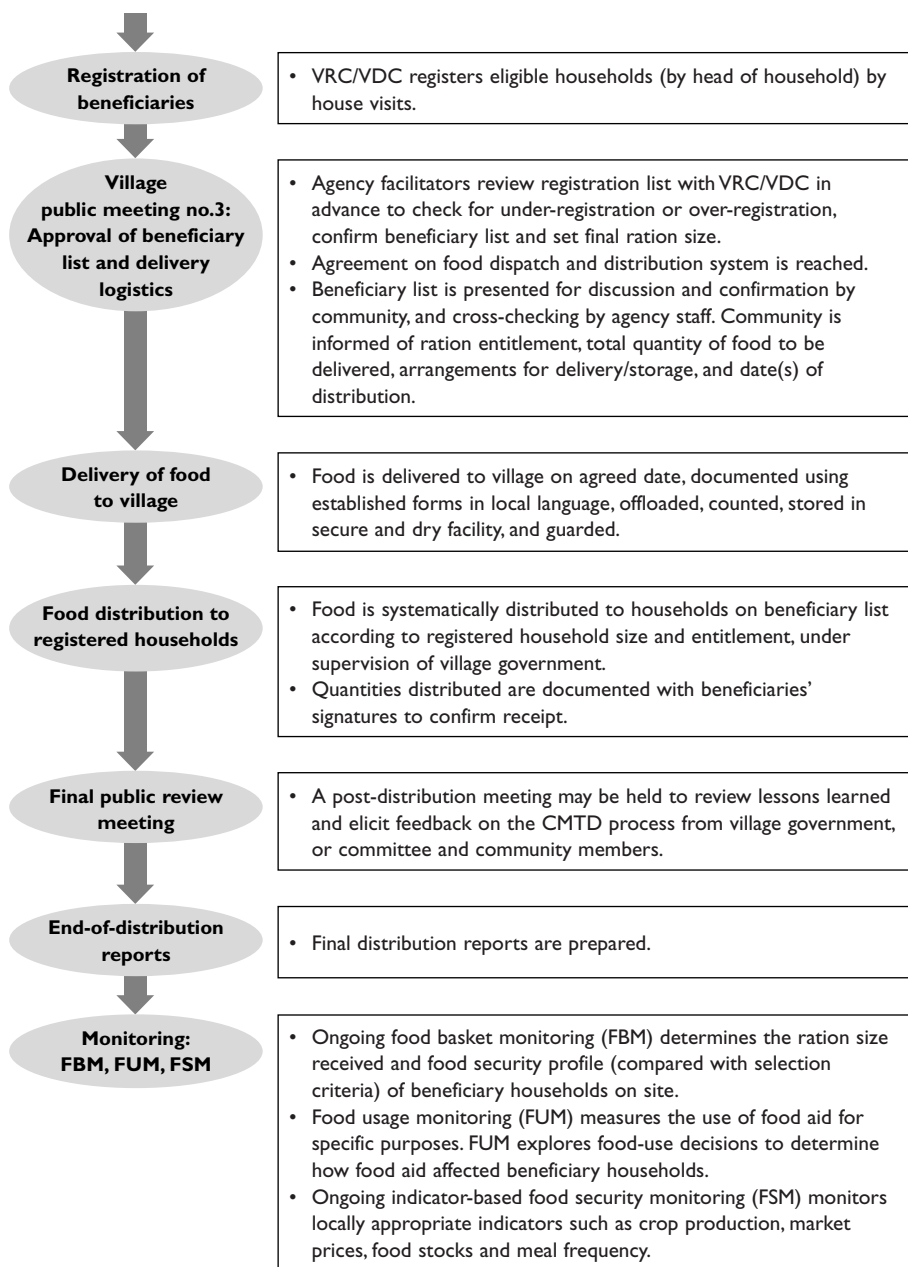 Registration of
beneficiaries
• VRC/VDC registers eligible households (by head of household) by
house visits.
Village
public meeting no.3:
Approval of beneficiary
list and delivery
logistics
• Agency facilitators review registration list with VRC/VDC in
advance to check for under-registration or over-registration,
confirm beneficiary list and set final ration size.
• Agreement on food dispatch and distribution system is reached.
• Beneficiary list is presented for discussion and confirmation by
community, and cross-checking by agency staff. Community is
informed of ration entitlement, total quantity of food to be
delivered, arrangements for delivery/storage, and date(s) of
distribution.
Delivery of food
to village
• Food is delivered to village on agreed date, documented using
established forms in local language, offloaded, counted, stored in
secure and dry facility, and guarded.
Food distribution to
registered households
• Food is systematically distributed to households on beneficiary list
according to registered household size and entitlement, under
supervision of village government.
• Quantities distributed are documented with beneficiaries’
signatures to confirm receipt.
Final public review
meeting
• A post-distribution meeting may be held to review lessons learned
and elicit feedback on the CMTD process from village government,
or committee and community members.
End-of-distribution
reports
• Final distribution reports are prepared.
Monitoring:
FBM, FUM, FSM
• Ongoing food basket monitoring (FBM) determines the ration size
received and food security profile (compared with selection
criteria) of beneficiary households on site.
• Food usage monitoring (FUM) measures the use of food aid for
specific purposes. FUM explores food-use decisions to determine
how food aid affected beneficiary households.
• Ongoing indicator-based food security monitoring (FSM) monitors
locally appropriate indicators such as crop production, market
prices, food stocks and meal frequency.